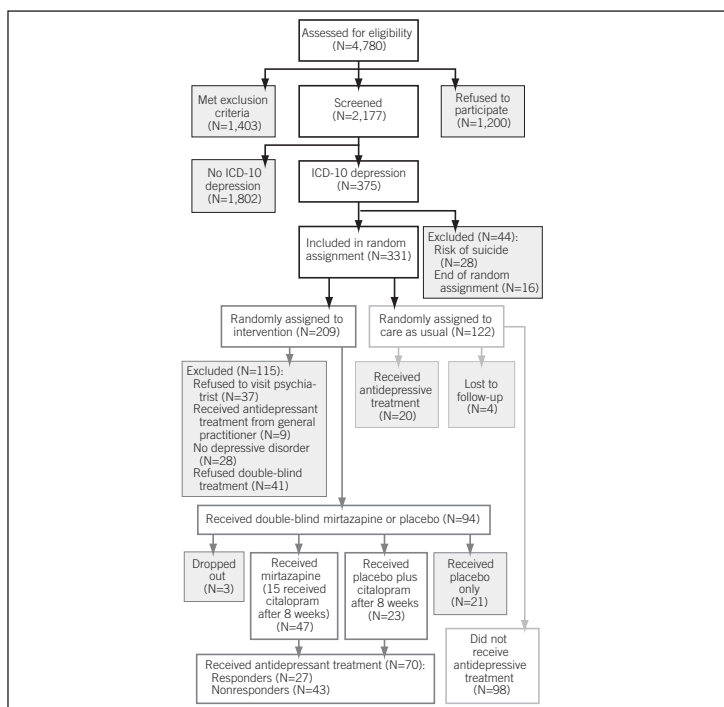 Assessed for eligibility
(N=4,780)
Met exclusion
criteria
(N=1,403)
Screened
(N=2,177)
Refused to
participate
(N=1,200)
No ICD-10
depression
(N=1,802)
ICD-10 depression
(N=375)
Included in random
assignment (N=331)
Excluded (N=44):
Risk of suicide
(N=28)
End of random
assignment (N=16)
Randomly assigned to
intervention (N=209)
Randomly assigned to
care as usual (N=122)
Excluded (N=115):
Refused to visit psychia-
trist (N=37)
Received antidepressant
treatment from general
practitioner (N=9)
No depressive disorder
(N=28)
Refused double-blind
treatment (N=41)
Received
antidepressive
treatment
(N=20)
Lost to
follow-up
(N=4)
Received double-blind mirtazapine or placebo (N=94)
Dropped
out
(N=3)
Received
mirtazapine
(15 received
citalopram
after 8 weeks)
(N=47)
Received
placebo plus
citalopram
after 8 weeks
(N=23)
Received
placebo
only
(N=21)
Did not
receive
antidepressive
treatment
(N=98)
Received antidepressant treatment (N=70):
Responders (N=27)
Nonresponders (N=43)